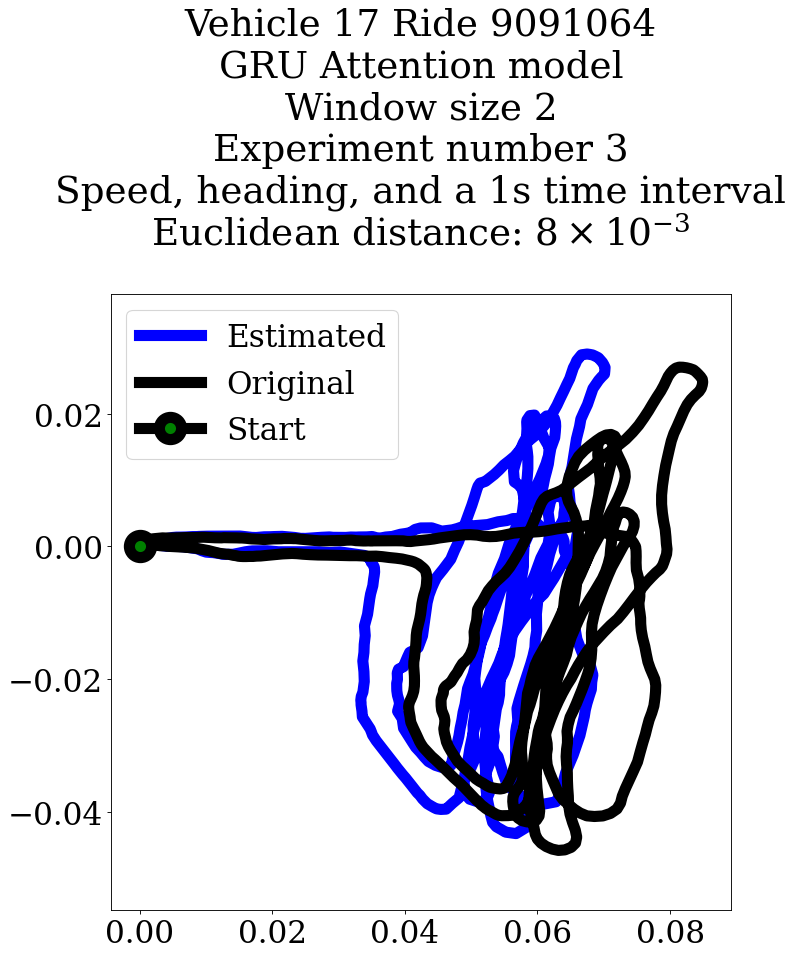 Vehicle 17 Ride 9091064
GRU Attention model
Window size 2
Experiment number 3
Speed, heading, and a 1s time interval
Euclidean distance: 8 × 10⁻³
Estimated
Original
Start
0.02
0.00
−0.02
−0.04
0.00 0.02 0.04 0.06 0.08